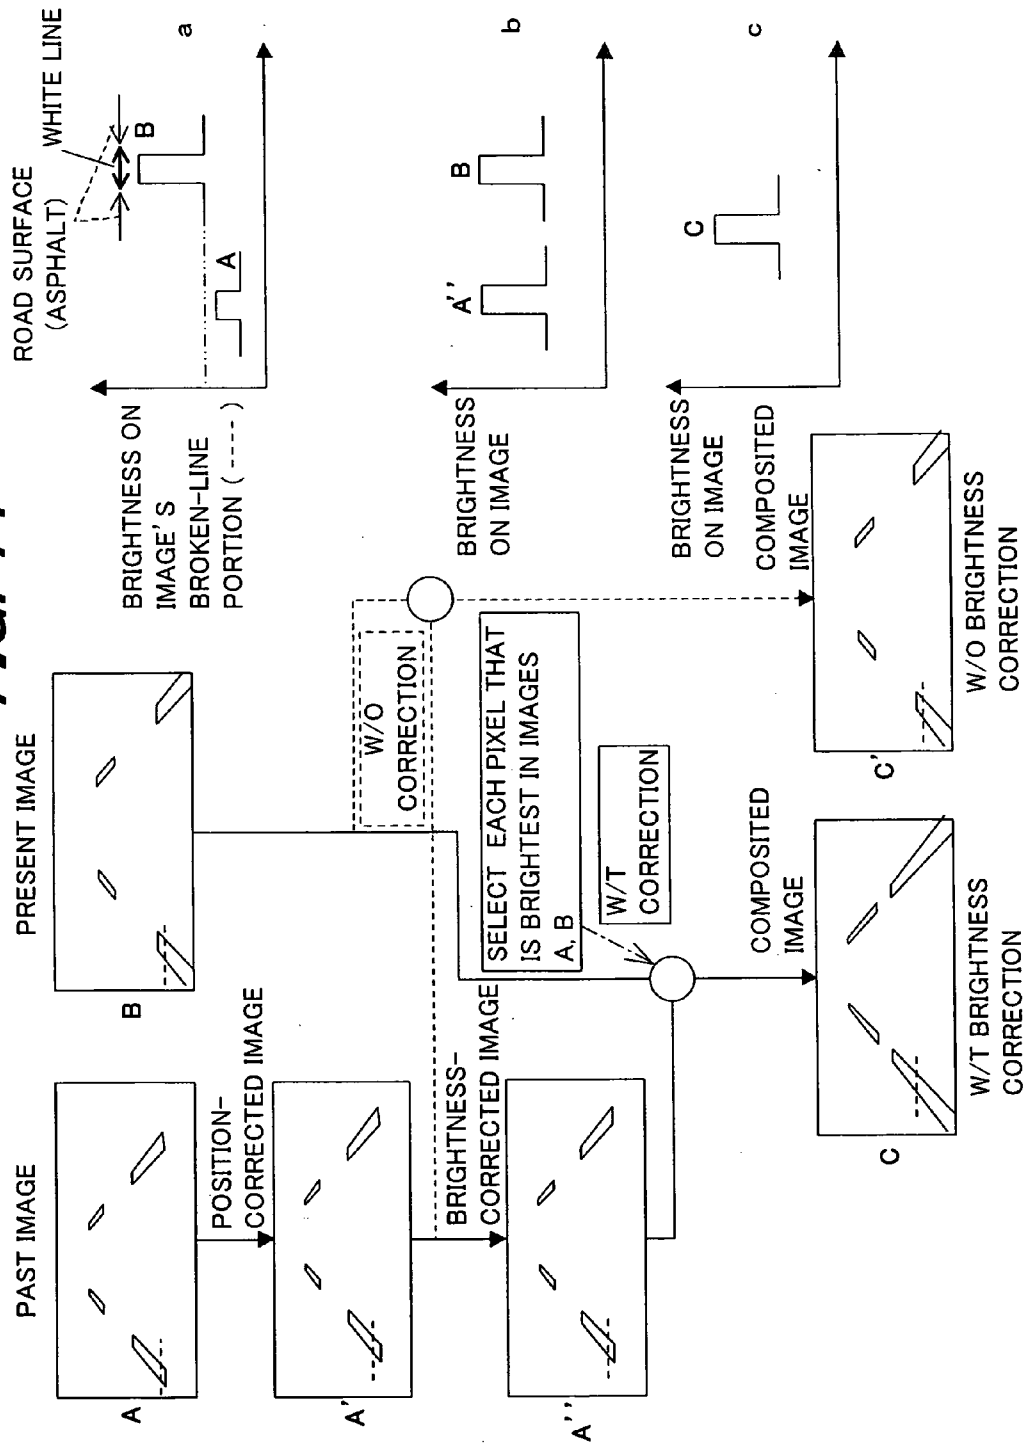 PAST IMAGE
A
POSITION-
CORRECTED IMAGE
A'
BRIGHTNESS-
CORRECTED IMAGE
A'''
PRESENT IMAGE
B
W/O
CORRECTION
SELECT EACH PIXEL THAT
IS BRIGHTEST IN IMAGES
A, B
W/T
CORRECTION
COMPOSITED
IMAGE
C
W/T BRIGHTNESS
CORRECTION
COMPOSITED
IMAGE
C'
W/O BRIGHTNESS
CORRECTION
BRIGHTNESS ON
IMAGE'S
BROKEN-LINE
PORTION (-----)
ROAD SURFACE
(ASPHALT)
WHITE LINE
A
B
a
BRIGHTNESS
ON IMAGE
A''
B
b
BRIGHTNESS
ON IMAGE
C
c